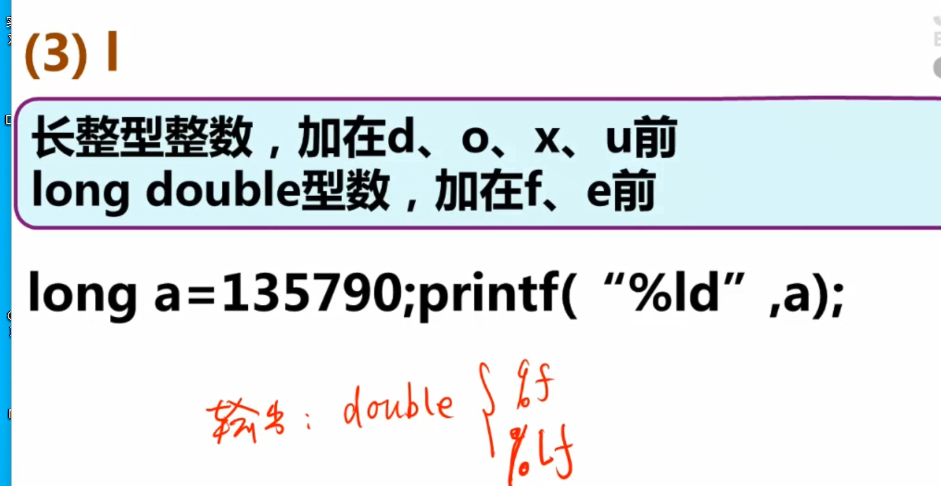 (3) l
长整型整数，加在d、o、x、u前
long double型数，加在f、e前
long a=135790;printf(“%ld”,a);
输出：double { %f
%Lf